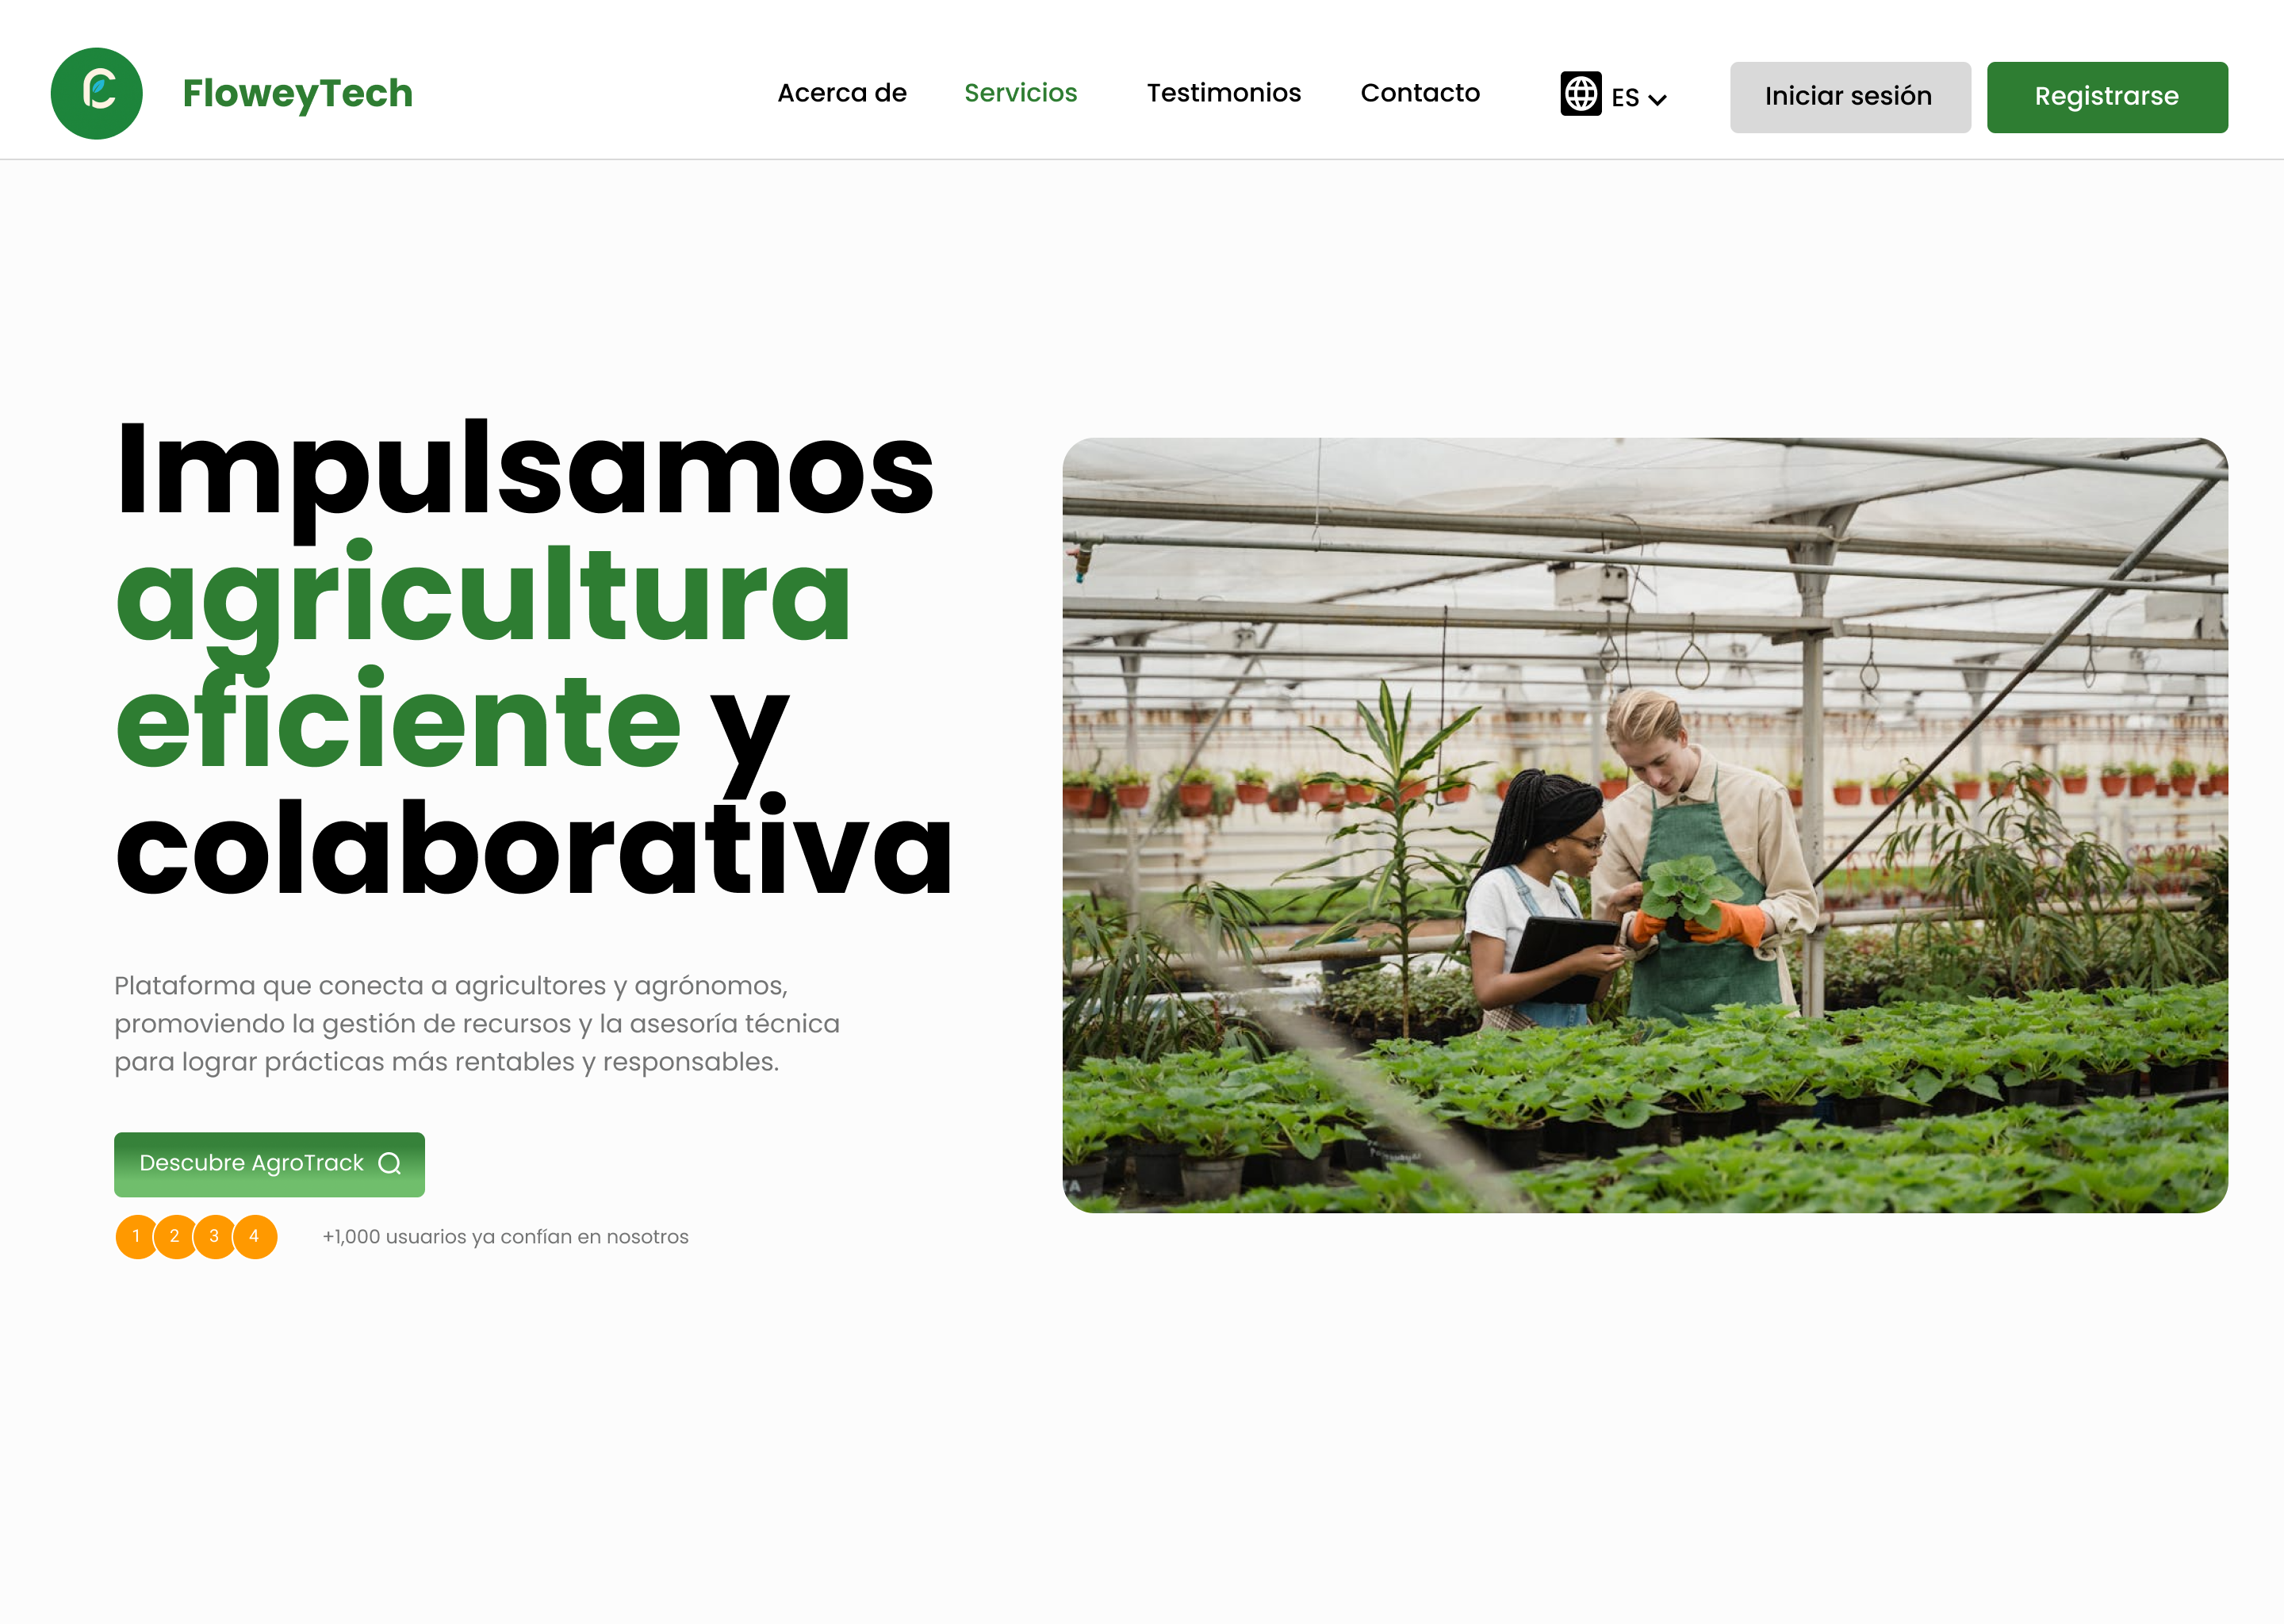 FloweyTech
Acerca de
Servicios
Testimonios
Contacto
ES
Iniciar sesión
Registrarse
Impulsamos
agricultura
eficiente y
colaborativa
Plataforma que conecta a agricultores y agrónomos,
promoviendo la gestión de recursos y la asesoría técnica
para lograr prácticas más rentables y responsables.
Descubre AgroTrack
1 2 3 4
+1,000 usuarios ya confían en nosotros